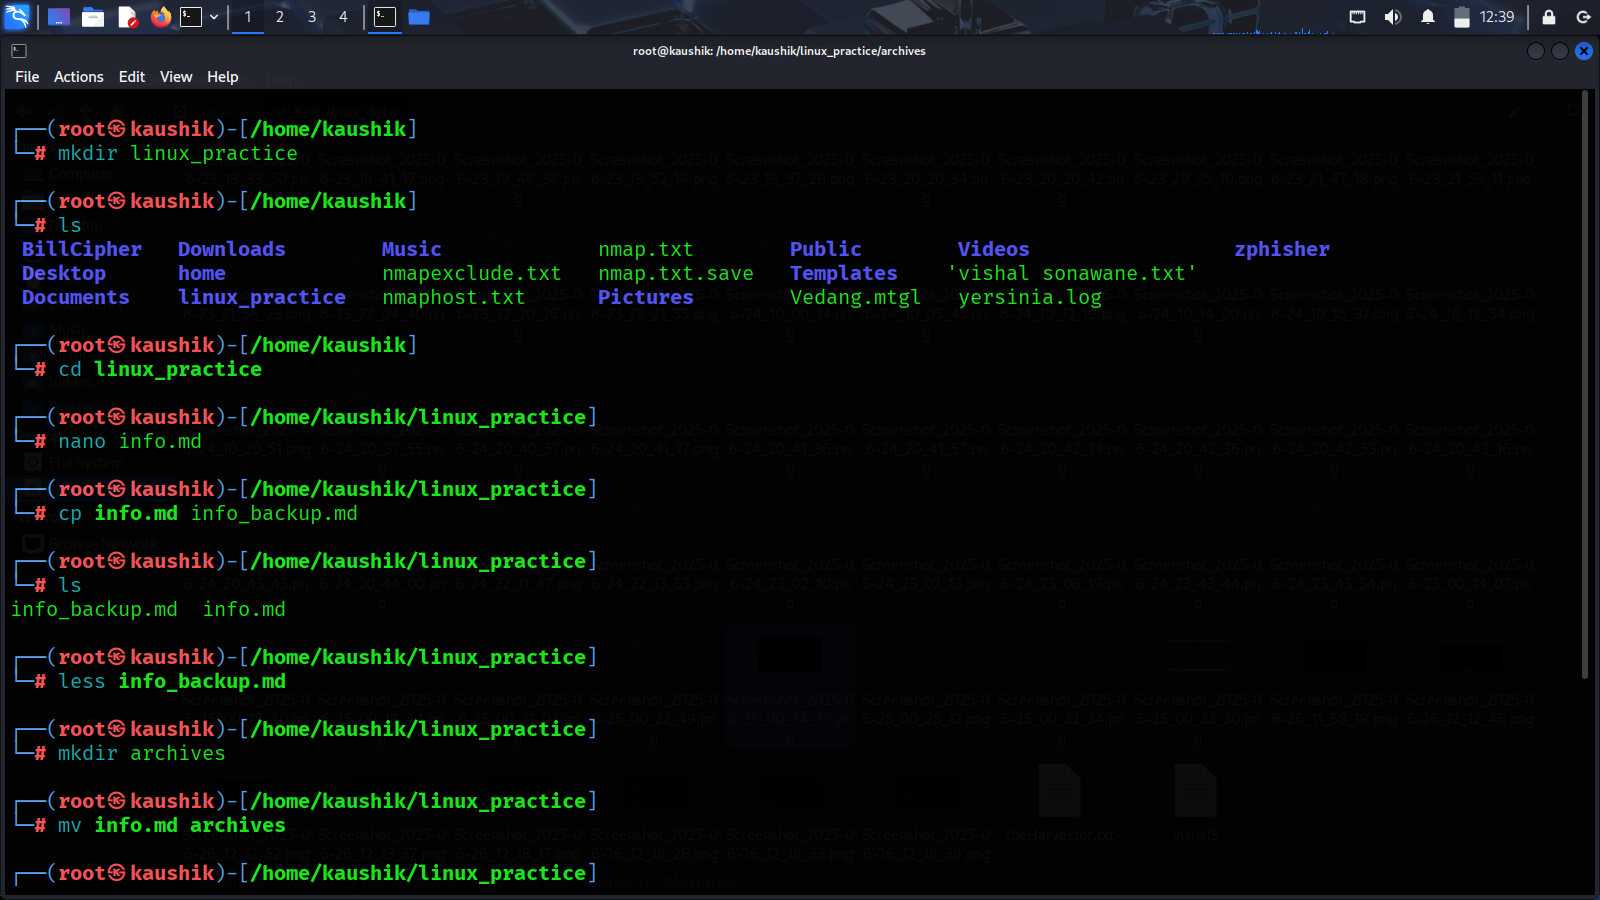 1 2 3 4 12:39
root@kaushik: /home/kaushik/linux_practice/archives
File Actions Edit View Help
┌──(root㉿kaushik)-[/home/kaushik]
└─# mkdir linux_practice
┌──(root㉿kaushik)-[/home/kaushik]
└─# ls
BillCipher Downloads Music nmap.txt Public Videos zphisher
Desktop home nmapexclude.txt nmap.txt.save Templates 'vishal sonawane.txt'
Documents linux_practice nmaphost.txt Pictures Vedang.mtgl yersinia.log
┌──(root㉿kaushik)-[/home/kaushik]
└─# cd linux_practice
┌──(root㉿kaushik)-[/home/kaushik/linux_practice]
└─# nano info.md
┌──(root㉿kaushik)-[/home/kaushik/linux_practice]
└─# cp info.md info_backup.md
┌──(root㉿kaushik)-[/home/kaushik/linux_practice]
└─# ls
info_backup.md info.md
┌──(root㉿kaushik)-[/home/kaushik/linux_practice]
└─# less info_backup.md
┌──(root㉿kaushik)-[/home/kaushik/linux_practice]
└─# mkdir archives
┌──(root㉿kaushik)-[/home/kaushik/linux_practice]
└─# mv info.md archives
┌──(root㉿kaushik)-[/home/kaushik/linux_practice]